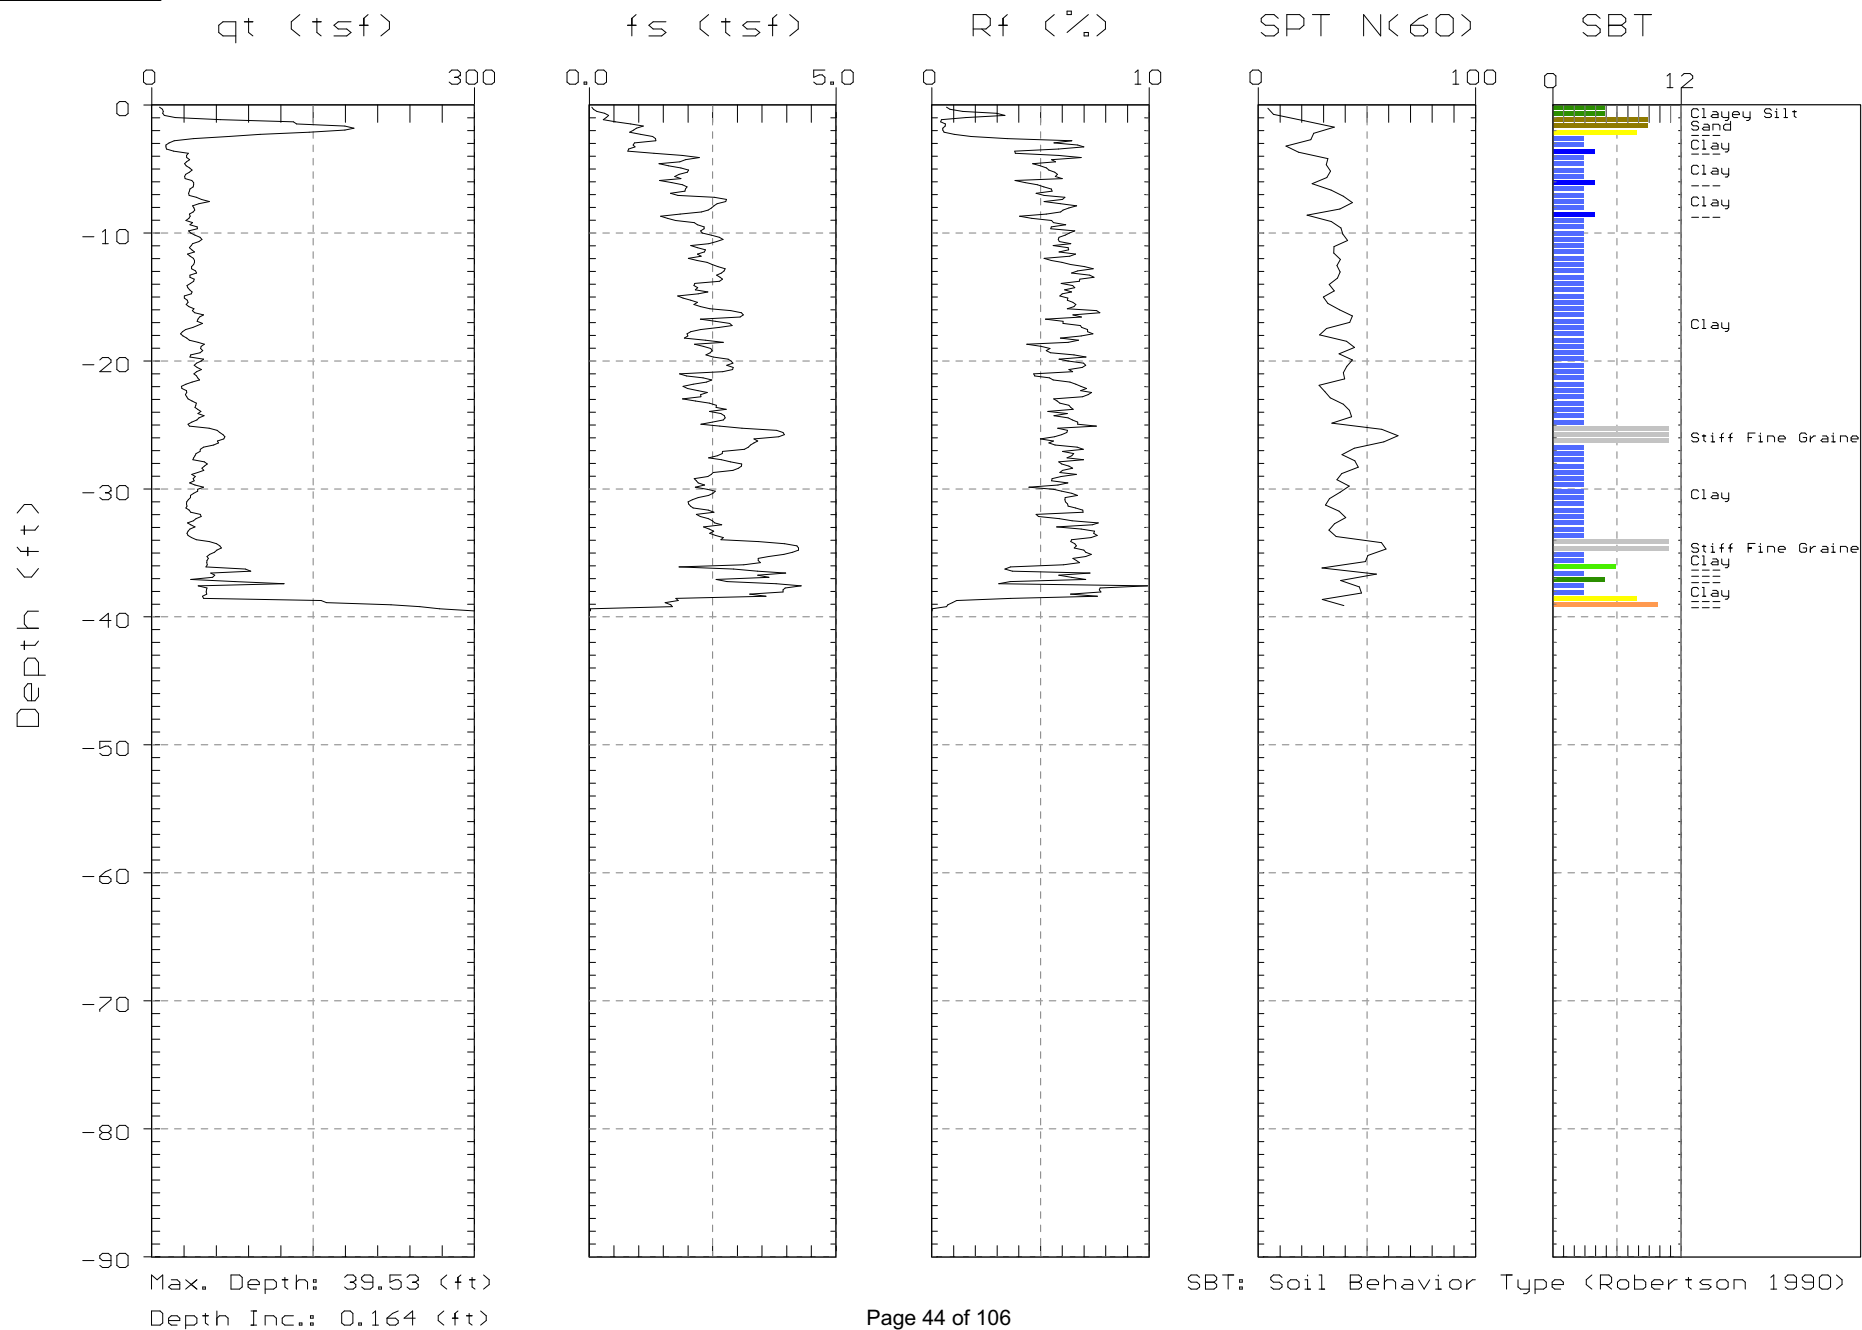 qt (tsf) fs (tsf) Rf (%) SPT N(60) SBT
0 300 0.0 5.0 0 10 0 100 0 12
0
-10
-20
-30
-40
-50
-60
-70
-80
-90
Depth (ft)
Clayey Silt
Sand
---
Clay
---
Clay
---
Clay
---
Clay
Stiff Fine Graine
Clay
Stiff Fine Graine
Clay
---
---
---
Clay
---
---
Max. Depth: 39.53 (ft)
Depth Inc.: 0.164 (ft)
SBT: Soil Behavior Type (Robertson 1990)
Page 44 of 106